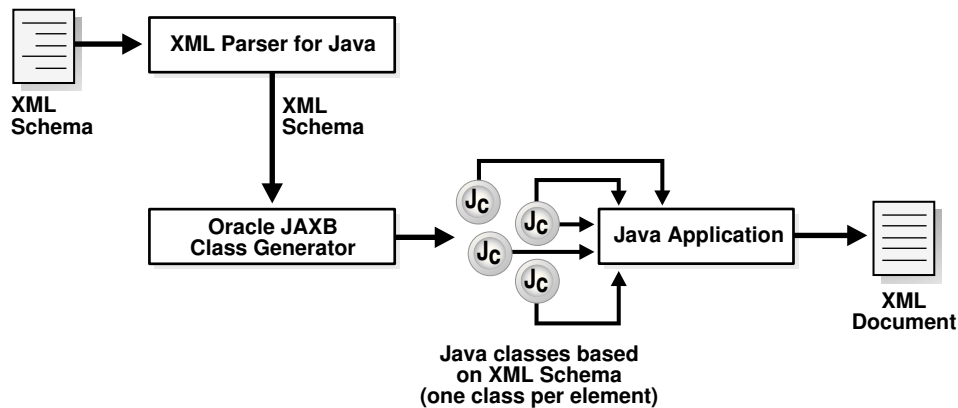 XML Parser for Java
XML
Schema
XML
Schema
Oracle JAXB
Class Generator
Jc
Jc
Jc
Jc
Java Application
XML
Document
Java classes based
on XML Schema
(one class per element)